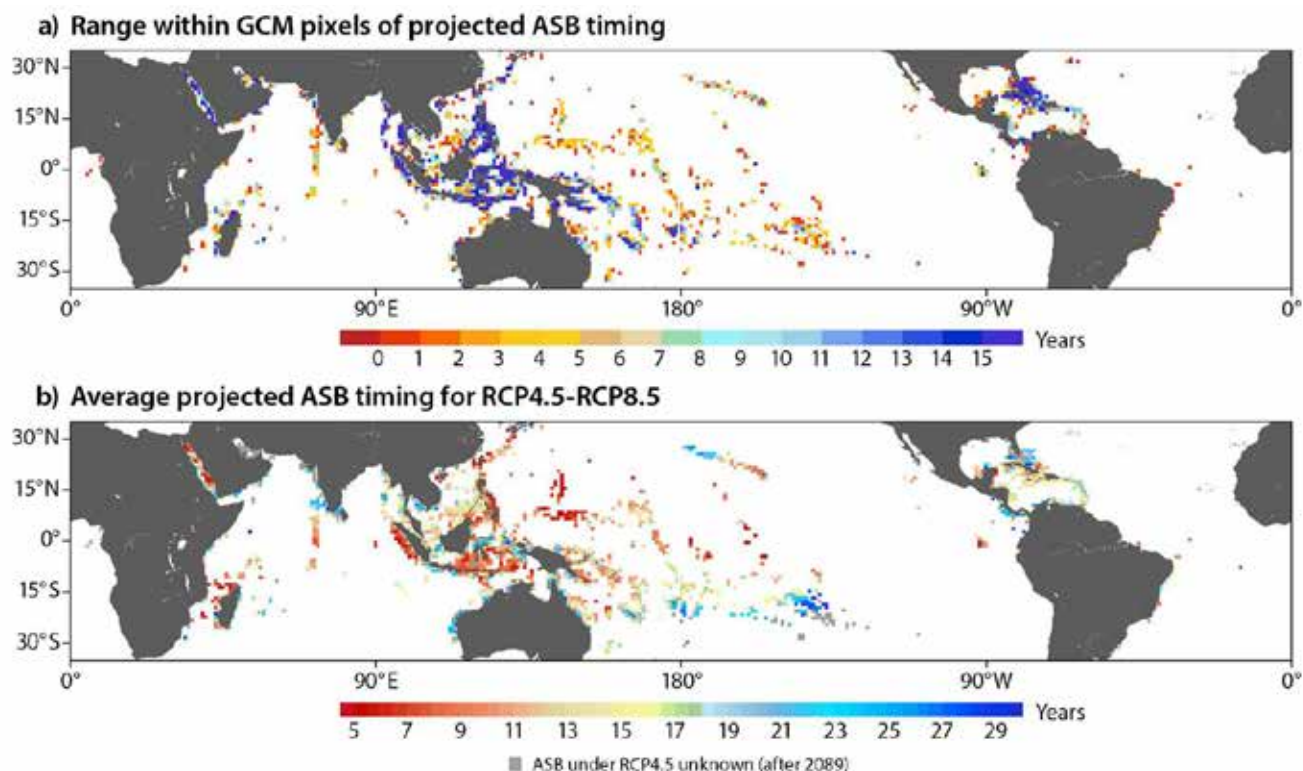 a) Range within GCM pixels of projected ASB timing
30°N
15°N
0°
15°S
30°S
0° 90°E 180° 90°W 0°
0 1 2 3 4 5 6 7 8 9 10 11 12 13 14 15 Years
b) Average projected ASB timing for RCP4.5-RCP8.5
30°N
15°N
0°
15°S
30°S
0° 90°E 180° 90°W 0°
5 7 9 11 13 15 17 19 21 23 25 27 29 Years
ASB under RCP4.5 unknown (after 2089)